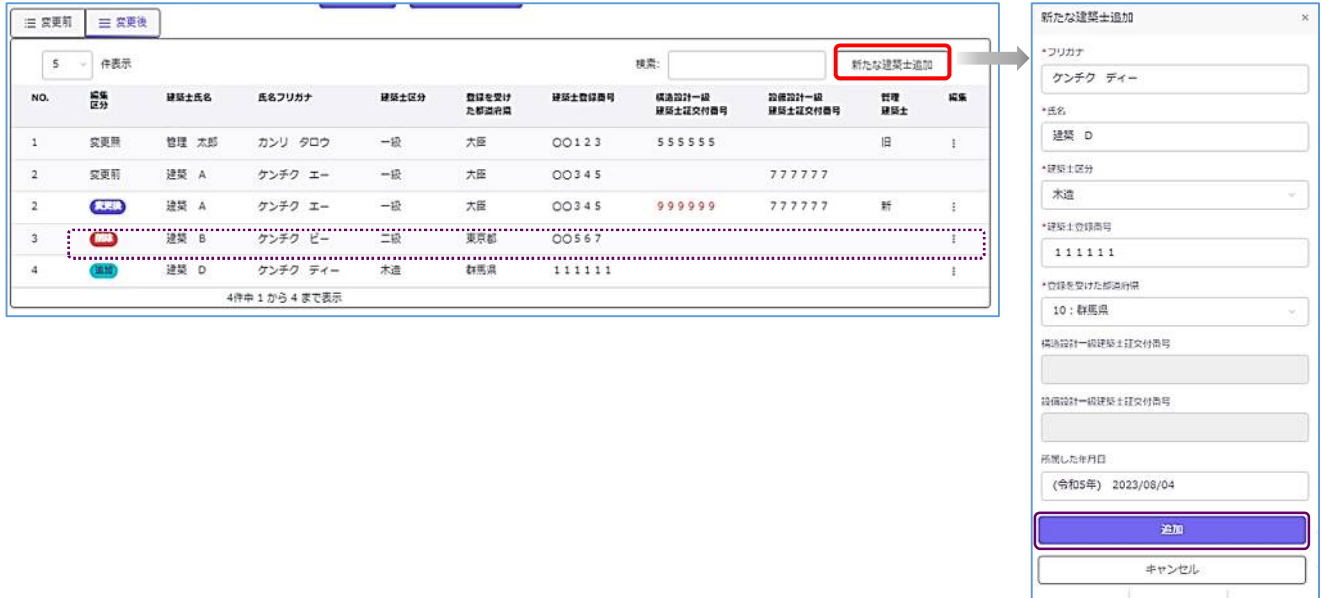 変更前 変更後
5 件表示 検索: 新たな建築士追加
NO. 編集区分 建築士氏名 氏名フリガナ 建築士区分 登録を受けた都道府県 建築士登録番号 構造設計一級建築士証交付番号 設備設計一級建築士証交付番号 管理建築士 編集
1 変更無 管理 太郎 カンリ タロウ 一級 大臣 〇〇123 555555 旧
2 変更前 建築 A ケンチク エー 一級 大臣 〇〇345 777777
2 変更後 建築 A ケンチク エー 一級 大臣 〇〇345 999999 777777 新
3 削除 建築 B ケンチク ビー 二級 東京都 〇〇567
4 追加 建築 D ケンチク ディー 木造 群馬県 111111
4件中 1 から 4 まで表示
新たな建築士追加 ×
*フリガナ
ケンチク ディー
*氏名
建築 D
*建築士区分
木造
*建築士登録番号
111111
*登録を受けた都道府県
10:群馬県
構造設計一級建築士証交付番号
設備設計一級建築士証交付番号
所属した年月日
(令和5年) 2023/08/04
追加
キャンセル